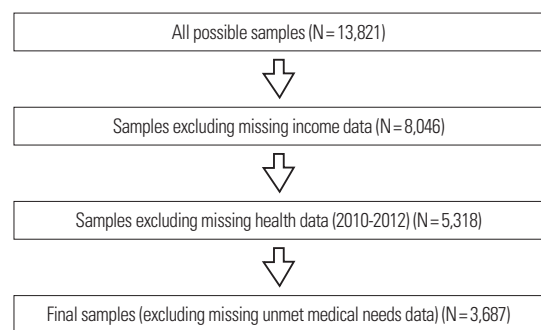 All possible samples (N = 13,821)
Samples excluding missing income data (N = 8,046)
Samples excluding missing health data (2010-2012) (N = 5,318)
Final samples (excluding missing unmet medical needs data) (N = 3,687)